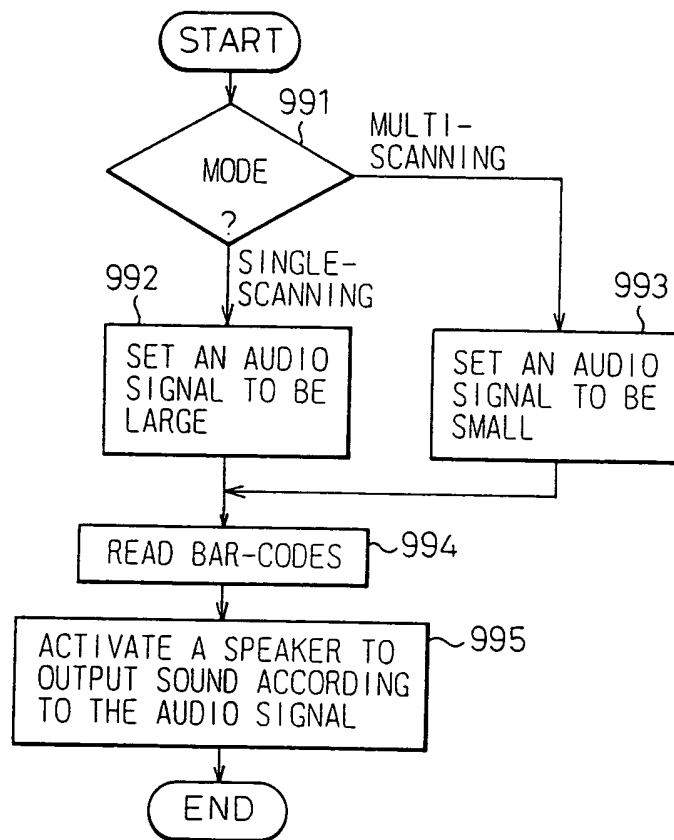 START
991
MODE
?
MULTI-
SCANNING
SINGLE-
SCANNING
992
SET AN AUDIO
SIGNAL TO BE
LARGE
993
SET AN AUDIO
SIGNAL TO BE
SMALL
READ BAR-CODES
994
ACTIVATE A SPEAKER TO
OUTPUT SOUND ACCORDING
TO THE AUDIO SIGNAL
995
END